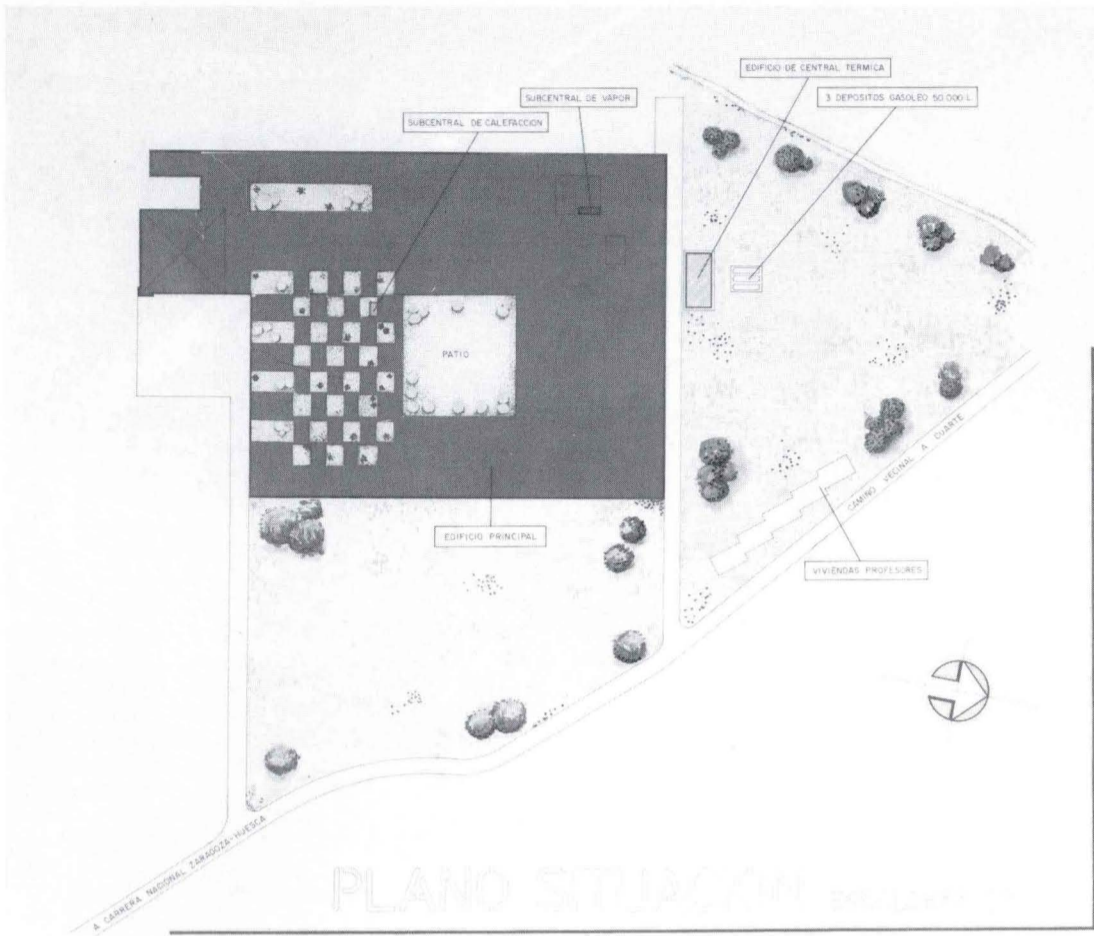 EDIFICIO DE CENTRAL TERMICA
SUBCENTRAL DE VAPOR
3 DEPOSITOS GASOLEO 50.000 L
SUBCENTRAL DE CALEFACCION
PATIO
EDIFICIO PRINCIPAL
CAMINO VECINAL A CUARTE
VIVIENDAS PROFESORES
A CARRERA NACIONAL ZARAGOZA-HUESCA
PLANO SITUACION